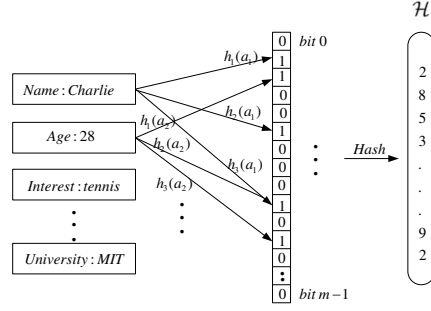 Name : Charlie
Age : 28
Interest : tennis
University : MIT
h₁(a₁)
h₁(a₂)
h₂(a₁)
h₂(a₂)
h₃(a₁)
h₃(a₂)
0 bit 0
1
1
0
0
1
0
0
0
1
0
1
0
0 bit m−1
Hash
ℋ
2
8
5
3
.
.
.
9
2